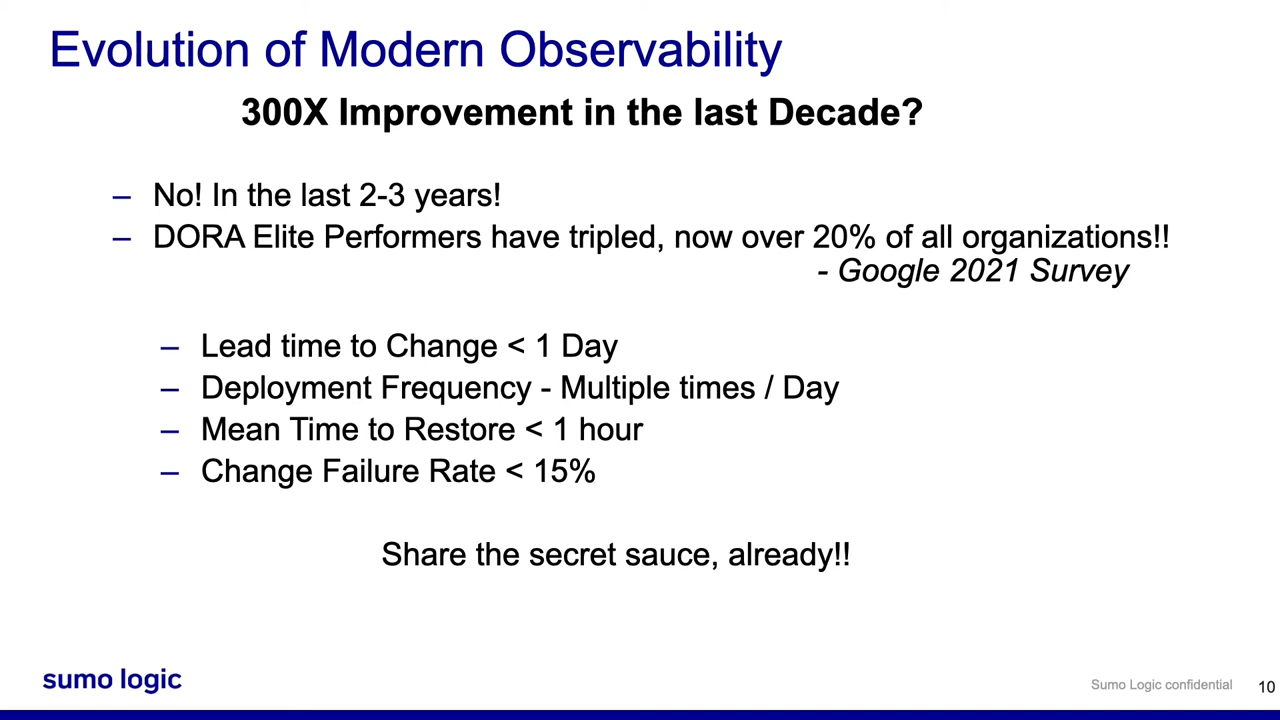 Evolution of Modern Observability
300X Improvement in the last Decade?
– No! In the last 2-3 years!
– DORA Elite Performers have tripled, now over 20% of all organizations!!
- Google 2021 Survey
– Lead time to Change < 1 Day
– Deployment Frequency - Multiple times / Day
– Mean Time to Restore < 1 hour
– Change Failure Rate < 15%
Share the secret sauce, already!!
sumo logic
Sumo Logic confidential
10